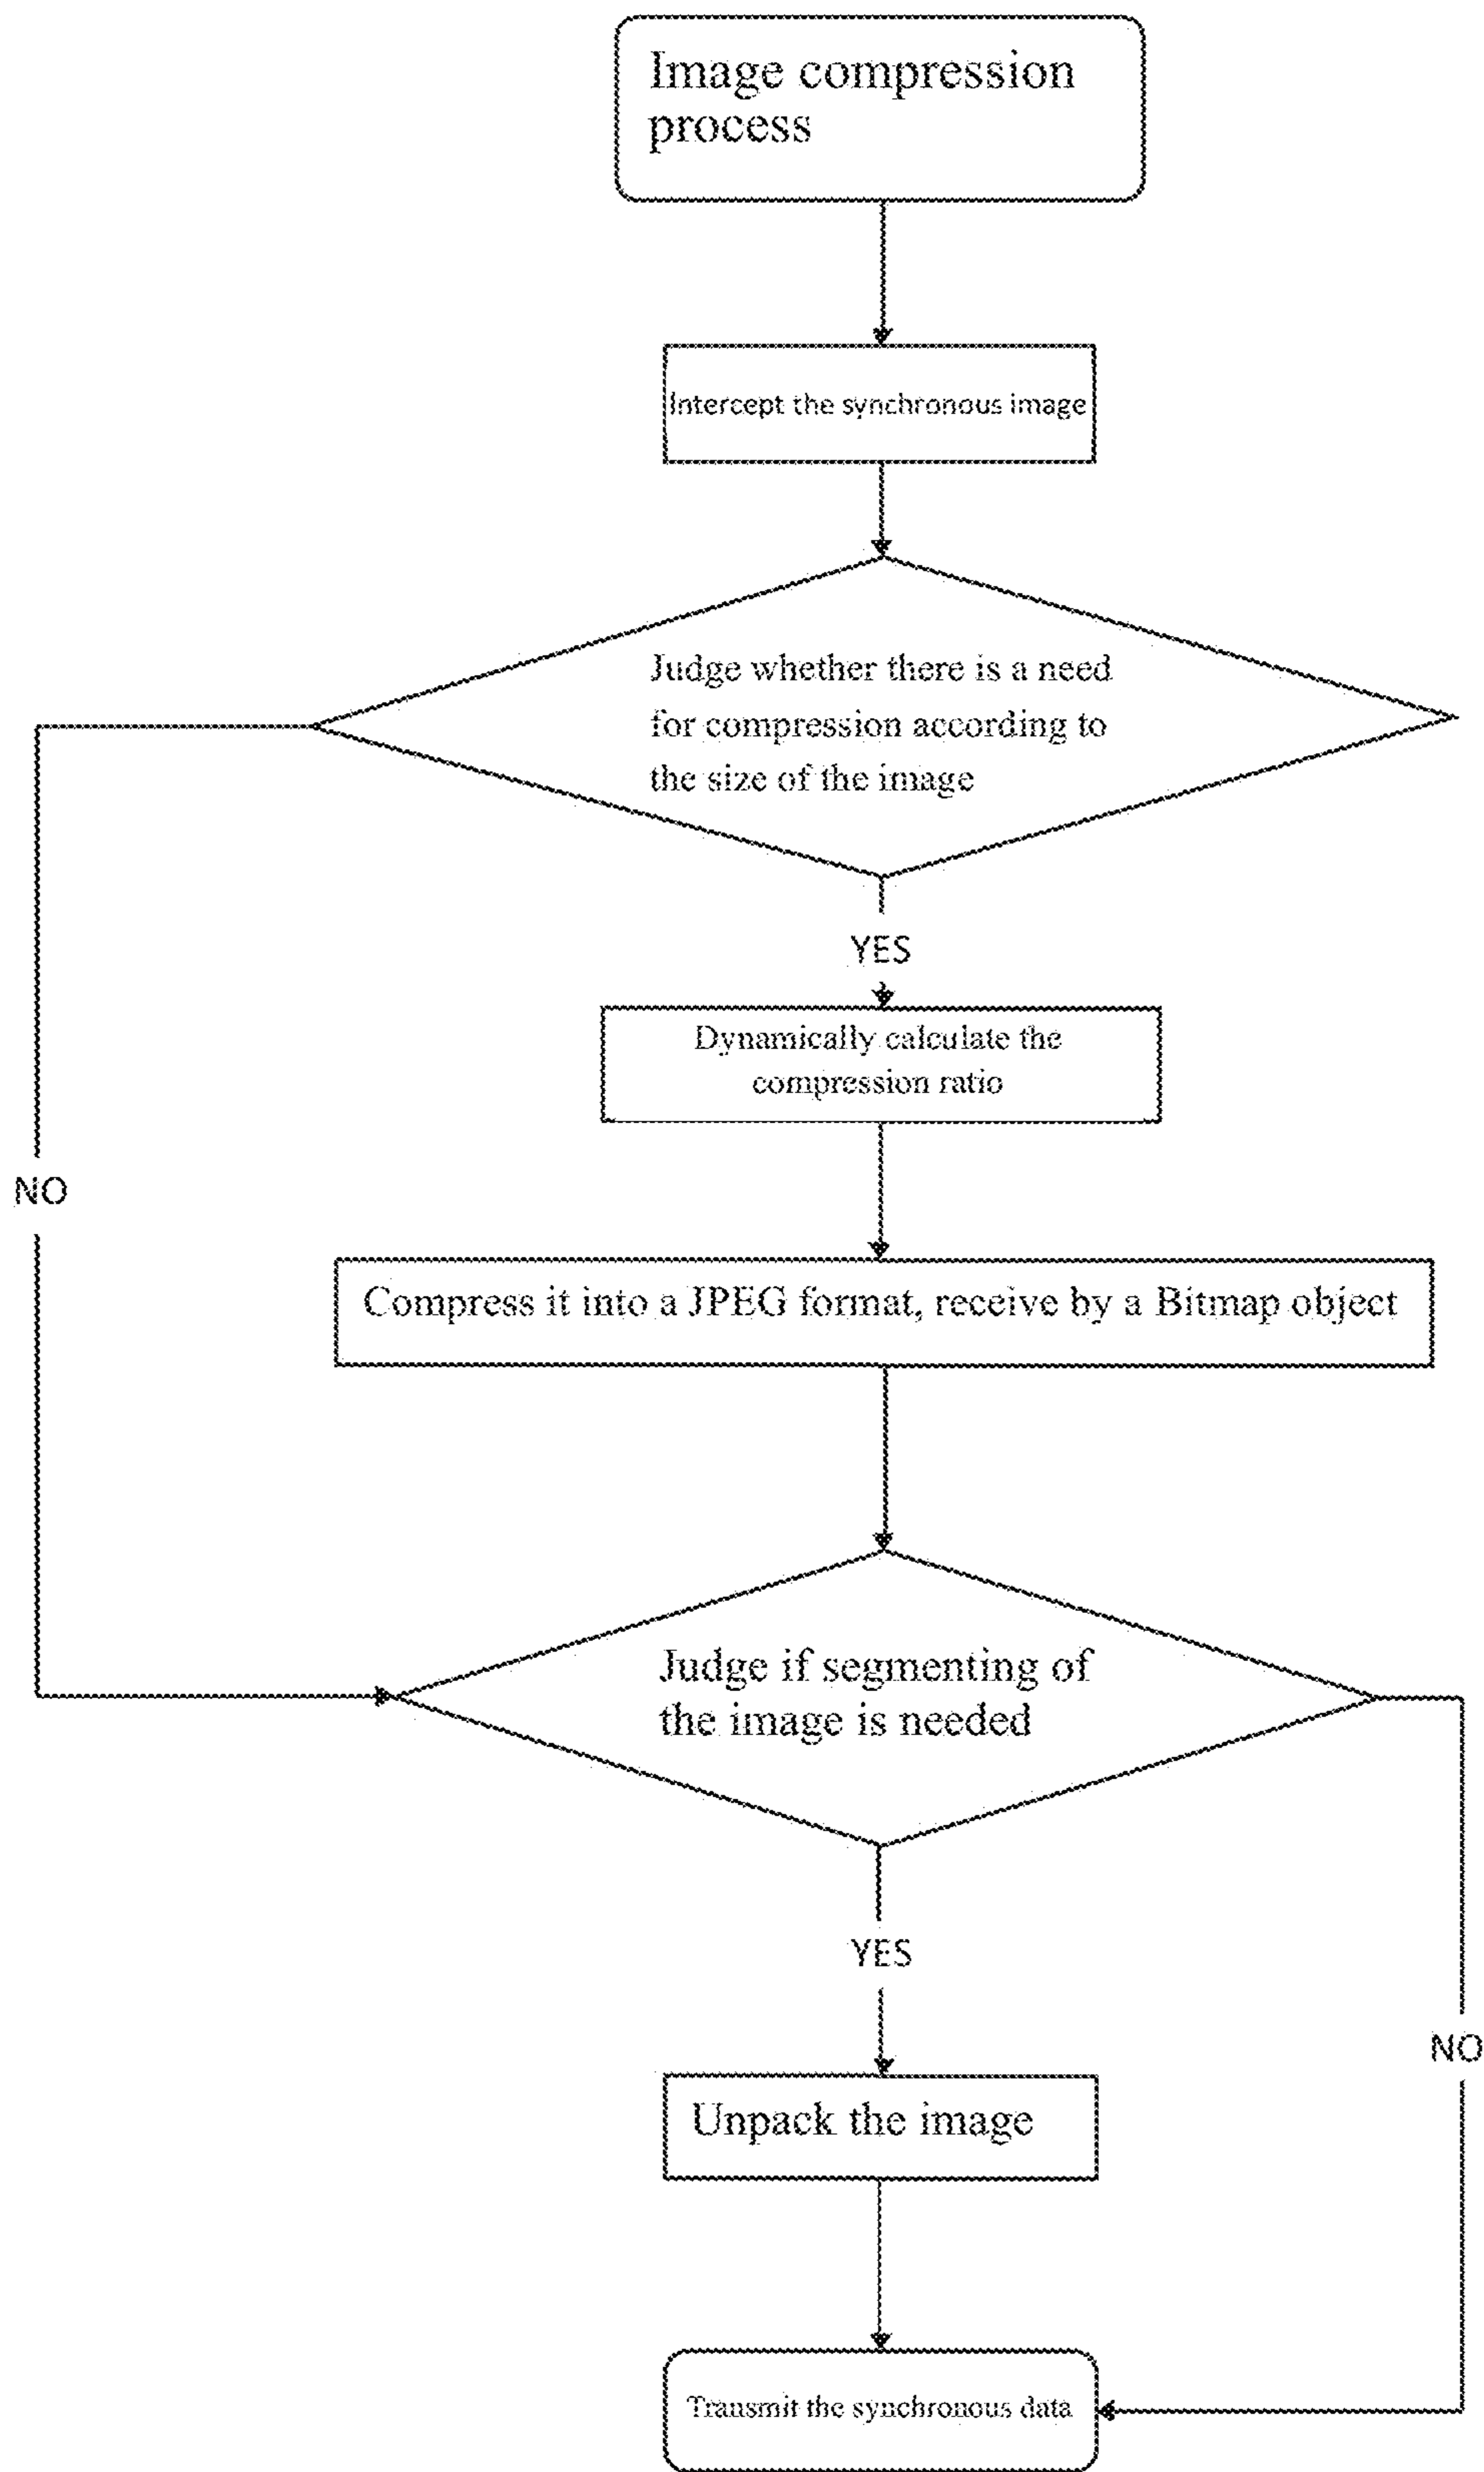 Image compression
process
Intercept the synchronous image
Judge whether there is a need
for compression according to
the size of the image
YES
Dynamically calculate the
compression ratio
NO
Compress it into a JPEG format, receive by a Bitmap object
Judge if segmenting of
the image is needed
YES
NO
Unpack the image
Transmit the synchronous data